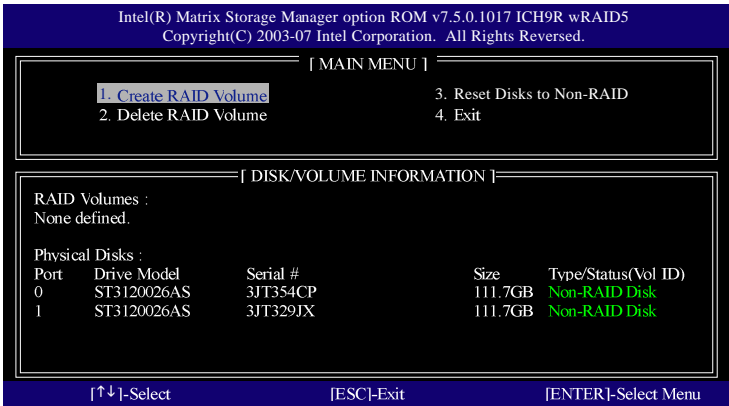 Intel(R) Matrix Storage Manager option ROM v7.5.0.1017 ICH9R wRAID5
Copyright(C) 2003-07 Intel Corporation. All Rights Reversed.
[ MAIN MENU ]
1. Create RAID Volume 3. Reset Disks to Non-RAID
2. Delete RAID Volume 4. Exit
[ DISK/VOLUME INFORMATION ]
RAID Volumes :
None defined.
Physical Disks :
Port Drive Model Serial # Size Type/Status(Vol ID)
0 ST3120026AS 3JT354CP 111.7GB Non-RAID Disk
1 ST3120026AS 3JT329JX 111.7GB Non-RAID Disk
[↑↓]-Select [ESC]-Exit [ENTER]-Select Menu